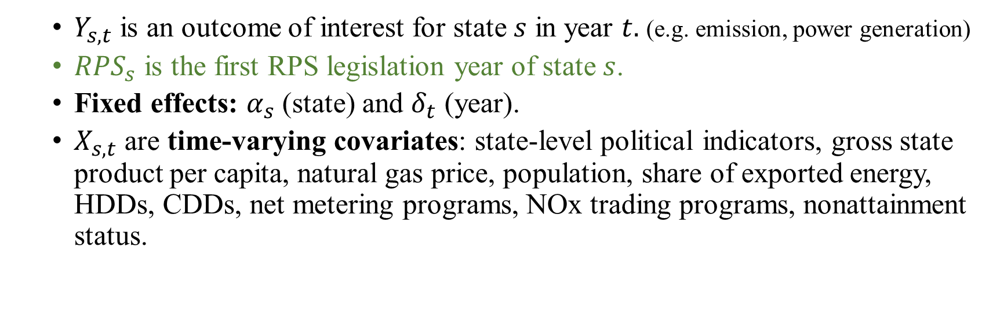 • Y_{s,t} is an outcome of interest for state s in year t. (e.g. emission, power generation)
• RPS_s is the first RPS legislation year of state s.
• Fixed effects: α_s (state) and δ_t (year).
• X_{s,t} are time-varying covariates: state-level political indicators, gross state
product per capita, natural gas price, population, share of exported energy,
HDDs, CDDs, net metering programs, NOx trading programs, nonattainment
status.